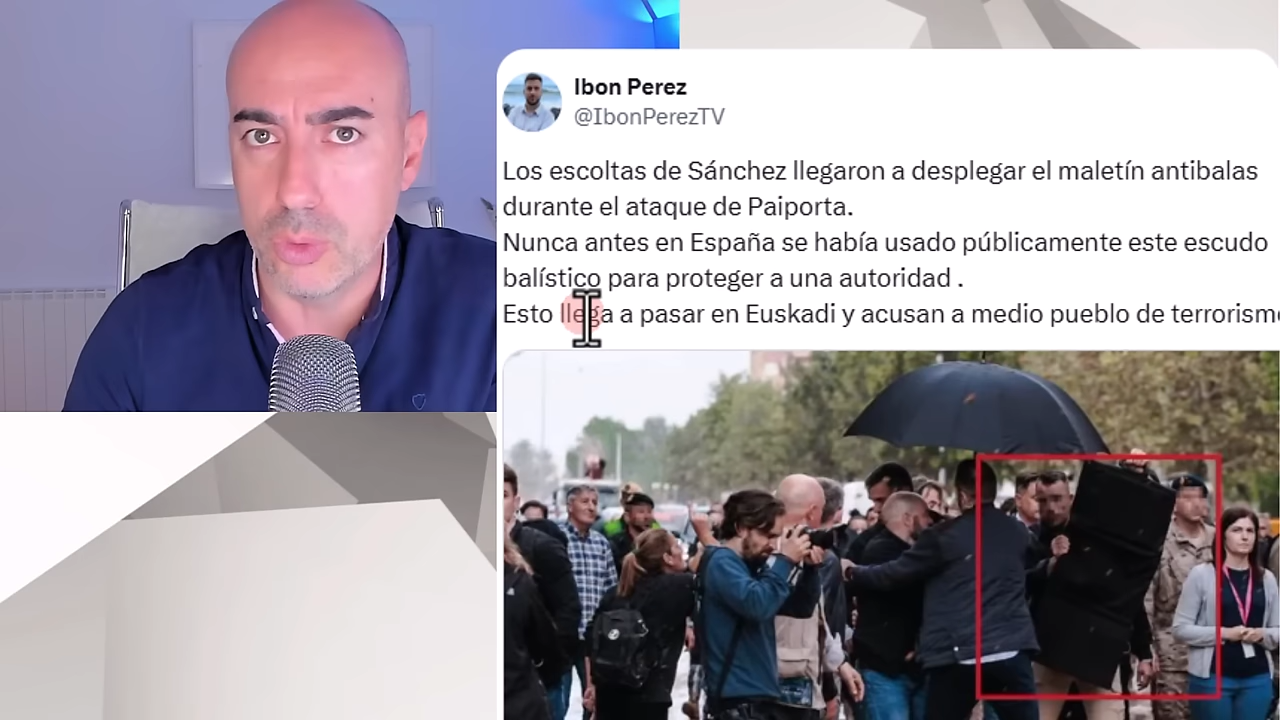 Ibon Perez
@IbonPerezTV
Los escoltas de Sánchez llegaron a desplegar el maletín antibalas
durante el ataque de Paiporta.
Nunca antes en España se había usado públicamente este escudo
balístico para proteger a una autoridad .
Esto llega a pasar en Euskadi y acusan a medio pueblo de terrorismo